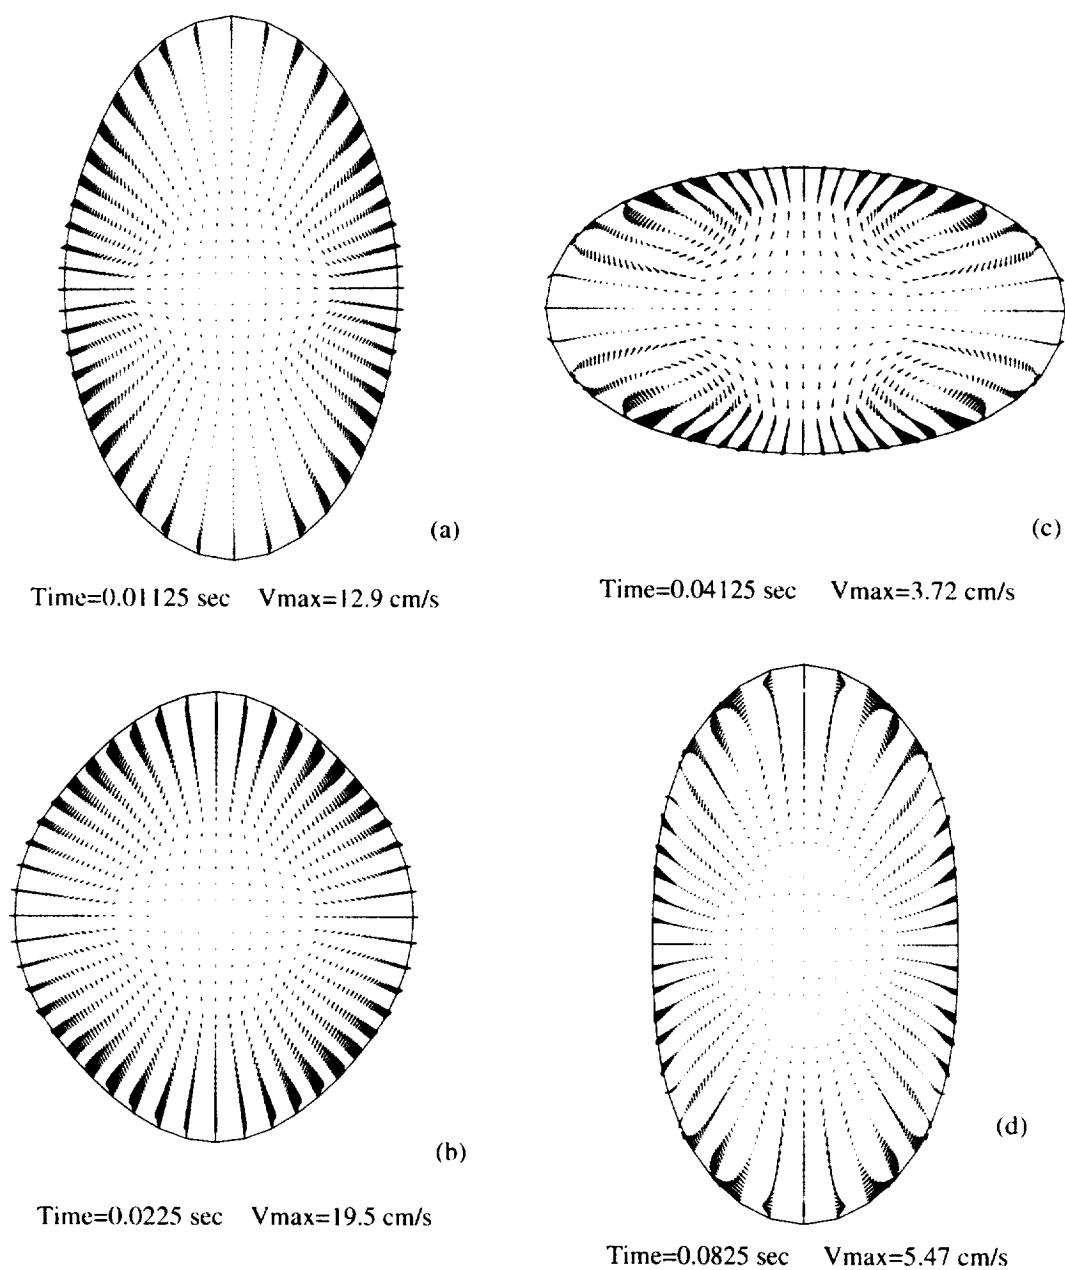 (a)
Time=0.01125 sec Vmax=12.9 cm/s
(c)
Time=0.04125 sec Vmax=3.72 cm/s
(b)
Time=0.0225 sec Vmax=19.5 cm/s
(d)
Time=0.0825 sec Vmax=5.47 cm/s